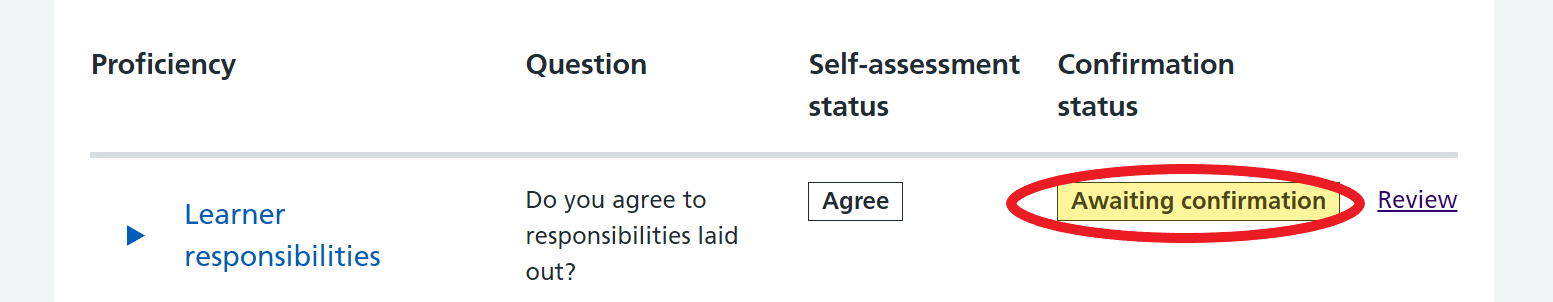 Proficiency Question Self-assessment Confirmation
status status
Learner responsibilities
Do you agree to
responsibilities laid
out?
Agree
Awaiting confirmation
Review